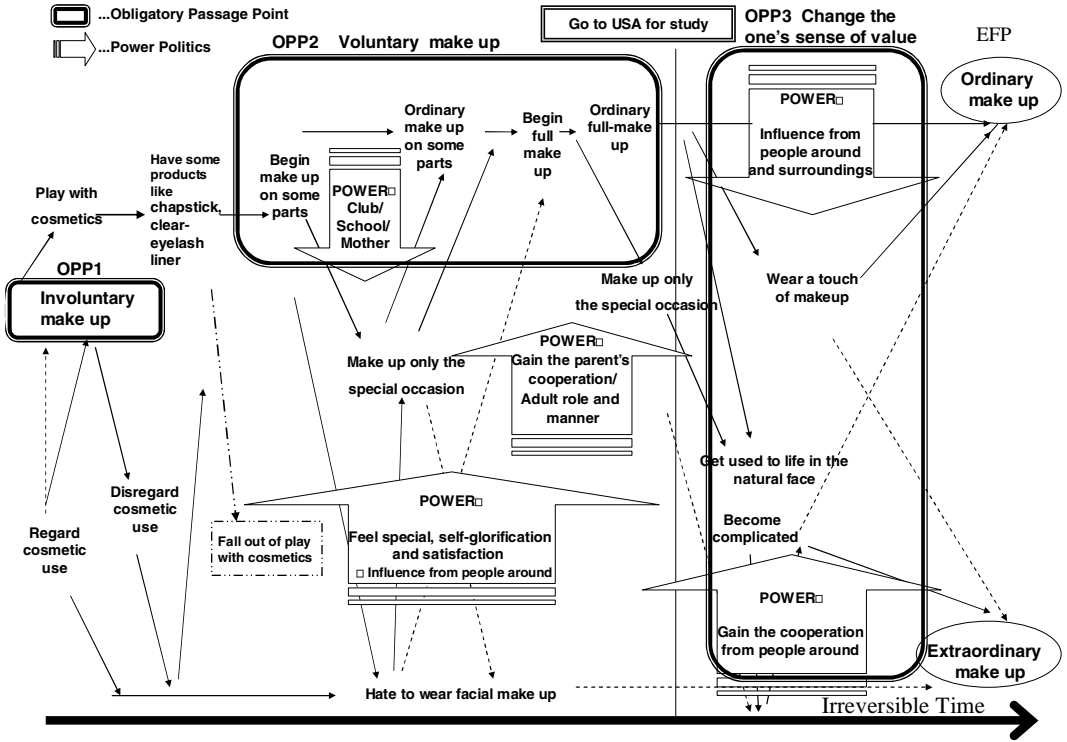 ...Obligatory Passage Point
...Power Politics
Go to USA for study
OPP2 Voluntary make up
OPP3 Change the
one's sense of value
EFP
Ordinary
make up
POWER□
Influence from
people around
and surroundings
Ordinary
make up
on some
parts
Begin
full
make
up
Ordinary
full-make
up
Begin
make up
on some
parts
POWER□
Club/
School/
Mother
Have some
products
like
chapstick,
clear-
eyelash
liner
Play with
cosmetics
OPP1
Involuntary
make up
Make up only
the special occasion
Wear a touch
of makeup
Make up only the
special occasion
POWER□
Gain the parent's
cooperation/
Adult role and
manner
Get used to life in the
natural face
Disregard
cosmetic
use
Regard
cosmetic
use
Fall out of play
with cosmetics
POWER□
Feel special, self-glorification
and satisfaction
□ Influence from people around
Become
complicated
POWER□
Gain the cooperation
from people around
Extraordinary
make up
Hate to wear facial make up
Irreversible Time